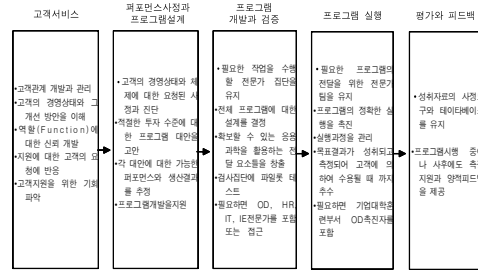 고객서비스
•고객관계 개발과 관리
•고객의 경영상태와 그
개선 방안을 이해
•역할(Function)에
대한 신뢰 개발
•지원에 대한 고객의 요
청에 반응
•고객지원을 위한 기회
파악
퍼포먼스사정과
프로그램설계
•고객의 경영상태와 체
제에 대한 요청된 사
정과 진단
•적절한 투자 수준에 대
한 프로그램 대안을
고안
•각 대안에 대한 가능한
퍼포먼스와 생산결과
를 추정
•프로그램개발을지원
프로그램
개발과 검증
•필요한 작업을 수행
할 전문가 집단을
유지
•전체 프로그램에 대한
설계를 결정
•확보할 수 있는 응용
과학을 활용하는 전
달 요소들을 창출
•검사집단에 파일롯 테
스트
•필요하면 OD, HR,
IT, IE전문가를 포함
또는 접근
프로그램 실행
•필요한 프로그램의
전달을 위한 전문가
팀을 유지
•프로그램의 정확한 실
행을 촉진
•실행과정을 관리
•목표결과가 성취되고
측정되어 고객에 의
하여 수용될 때 까지
추수
•필요하면 기업대학훈
련부서 OD촉진자를
포함
평가와 피드백
•성취자료의 사정
구와 테이타베이
를 유지
•프로그램시행 중
나 사후에도 측
지원과 양적피드
을 제공